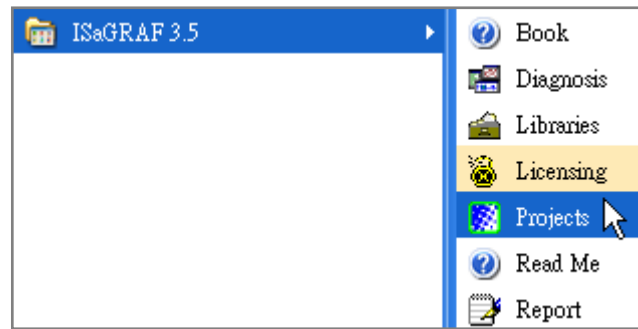 ISaGRAF 3.5
Book
Diagnosis
Libraries
Licensing
Projects
Read Me
Report